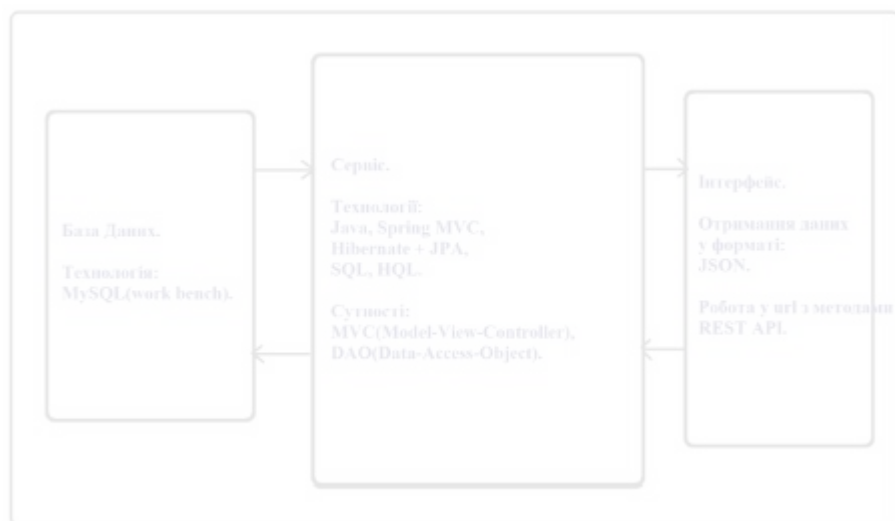 База Даних.
Технологія:
MySQL(work bench).
Сервіс.
Технології:
Java, Spring MVC,
Hibernate + JPA,
SQL, HQL.
Сутності:
MVC(Model-View-Controller),
DAO(Data-Access-Object).
Інтерфейс.
Отримання даних
у форматі:
JSON.
Робота у url з методами
REST API.